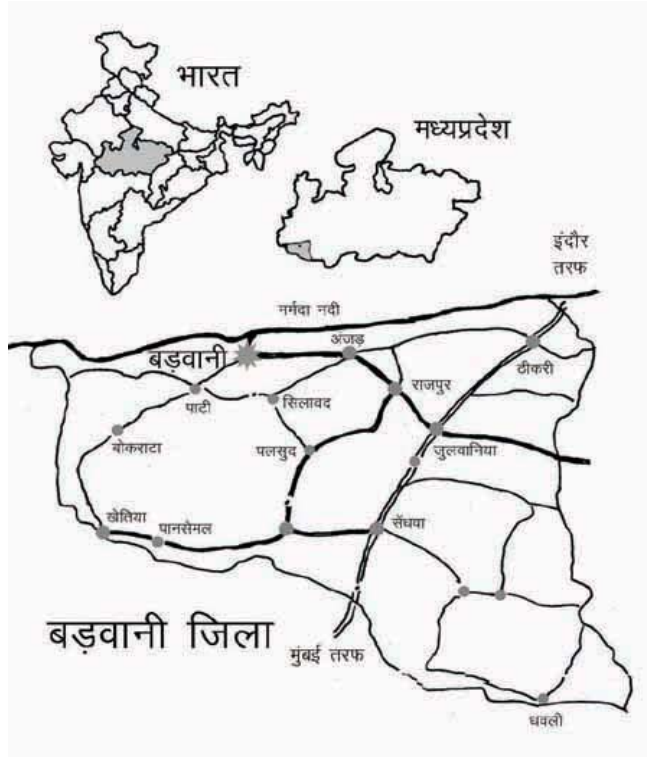 भारत
मध्यप्रदेश
इंदौर
तरफ
नर्मदा नदी
बड़वानी
अंजड़
ठीकरी
पाटी
सिलावद
राजपुर
बोकराटा
पलसुद
जुलवानिया
खेतिया
पानसेमल
सेंधवा
बड़वानी जिला
मुंबई तरफ
धवली